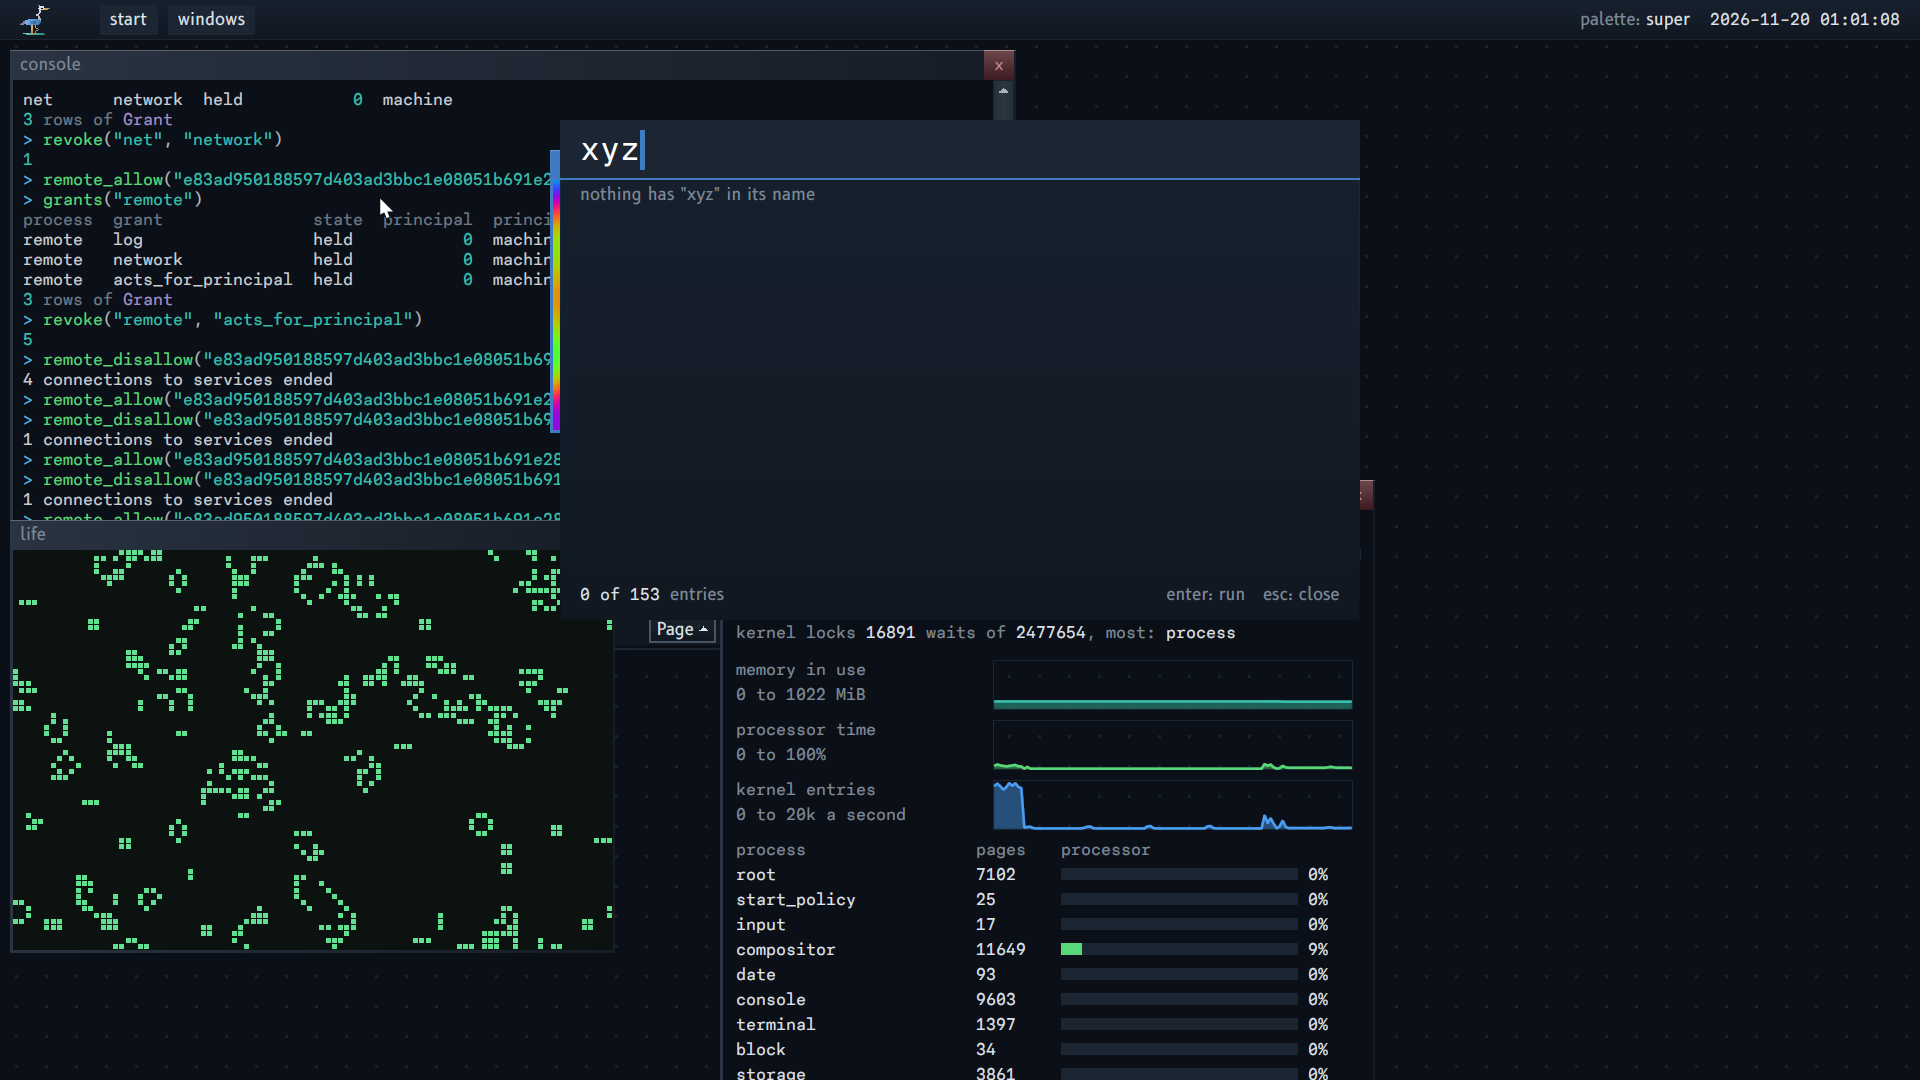 start windows palette: super 2026-11-20 01:01:08
console x
net network held 0 machine
3 rows of Grant
> revoke("net", "network")
1
> remote_allow("e83ad950188597d403ad3bbc1e08051b691e2
> grants("remote")
process grant state principal princi
remote log held 0 machin
remote network held 0 machin
remote acts_for_principal held 0 machin
3 rows of Grant
> revoke("remote", "acts_for_principal")
5
> remote_disallow("e83ad950188597d403ad3bbc1e08051b69
4 connections to services ended
> remote_allow("e83ad950188597d403ad3bbc1e08051b691e2
> remote_disallow("e83ad950188597d403ad3bbc1e08051b69
1 connections to services ended
> remote_allow("e83ad950188597d403ad3bbc1e08051b691e28
> remote_disallow("e83ad950188597d403ad3bbc1e08051b691
1 connections to services ended
> remote_allow("e83ad950188597d403ad3bbc1e08051b691e28
xyz
nothing has "xyz" in its name
0 of 153 entries enter: run esc: close
life
Page
kernel locks 16891 waits of 2477654, most: process
memory in use
0 to 1022 MiB
processor time
0 to 100%
kernel entries
0 to 20k a second
process pages processor
root 7102 0%
start_policy 25 0%
input 17 0%
compositor 11649 9%
date 93 0%
console 9603 0%
terminal 1397 0%
block 34 0%
storage 3861 0%